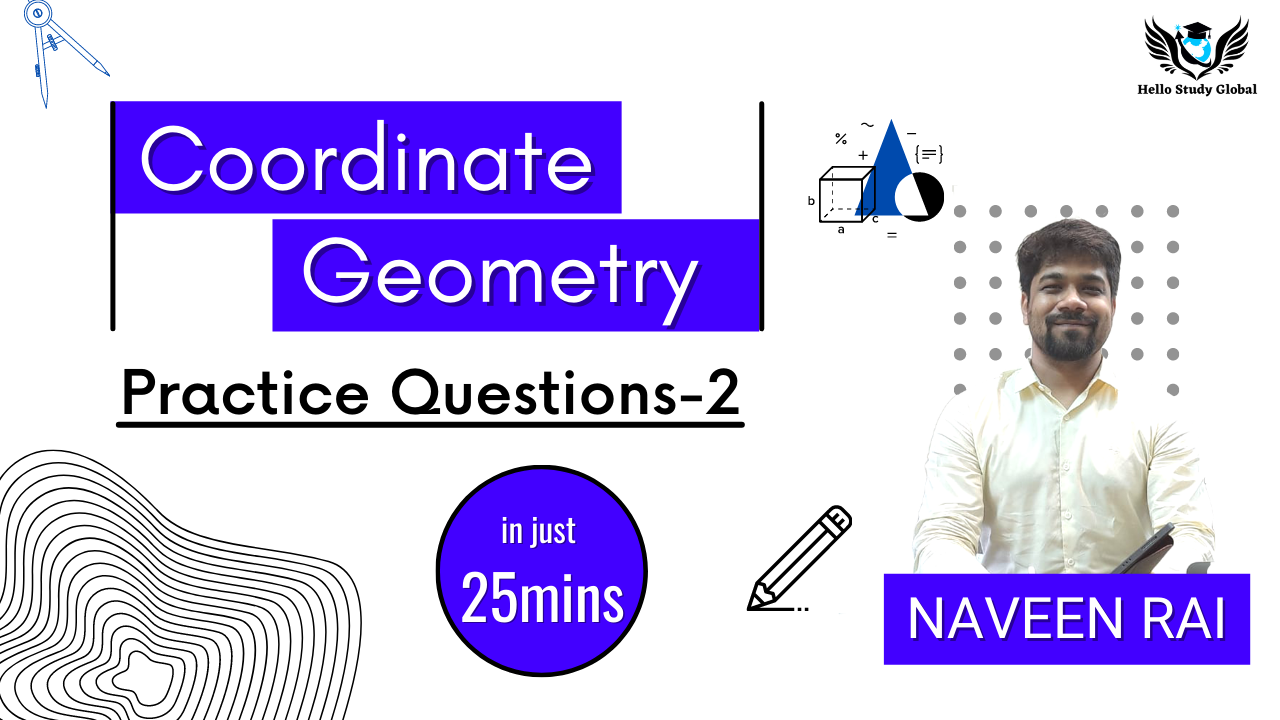 Hello Study Global
Coordinate
Geometry
% ~ − + {=}
b
a
c
=
Practice Questions-2
in just
25mins
NAVEEN RAI